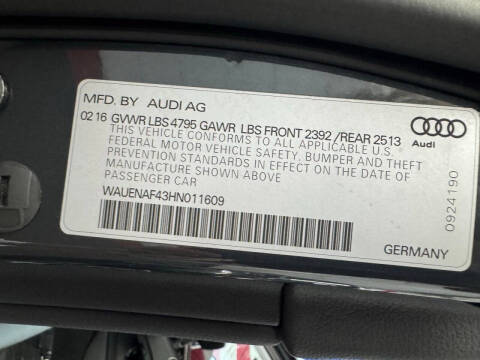 MFD. BY AUDI AG
02 16 GVWR LBS 4795 GAWR LBS FRONT 2392 /REAR 2513
THIS VEHICLE CONFORMS TO ALL APPLICABLE U.S
FEDERAL MOTOR VEHICLE SAFETY, BUMPER AND THEFT
PREVENTION STANDARDS IN EFFECT ON THE DATE OF
MANUFACTURE SHOWN ABOVE
PASSENGER CAR
WAUENAF43HN011609
Audi
0924190
GERMANY